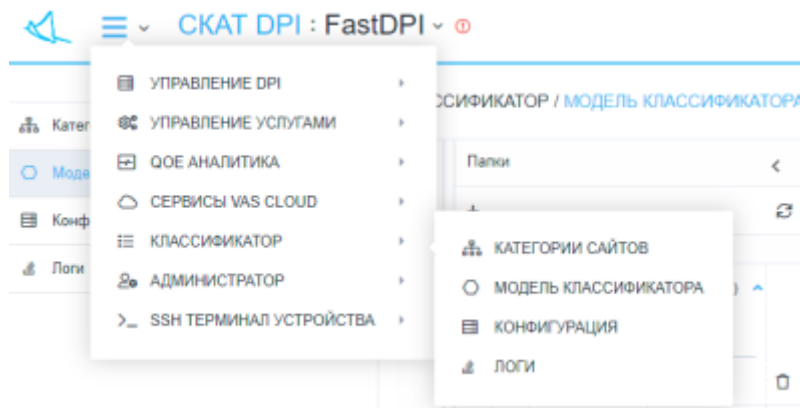 СКАТ DPI : FastDPI
ССИФИКАТОР / МОДЕЛЬ КЛАССИФИКАТОРА
Катег
Моде
Конф
Логи
УПРАВЛЕНИЕ DPI
УПРАВЛЕНИЕ УСЛУГАМИ
QOE АНАЛИТИКА
СЕРВИСЫ VAS CLOUD
КЛАССИФИКАТОР
АДМИНИСТРАТОР
SSH ТЕРМИНАЛ УСТРОЙСТВА
Папки
КАТЕГОРИИ САЙТОВ
МОДЕЛЬ КЛАССИФИКАТОРА
КОНФИГУРАЦИЯ
ЛОГИ